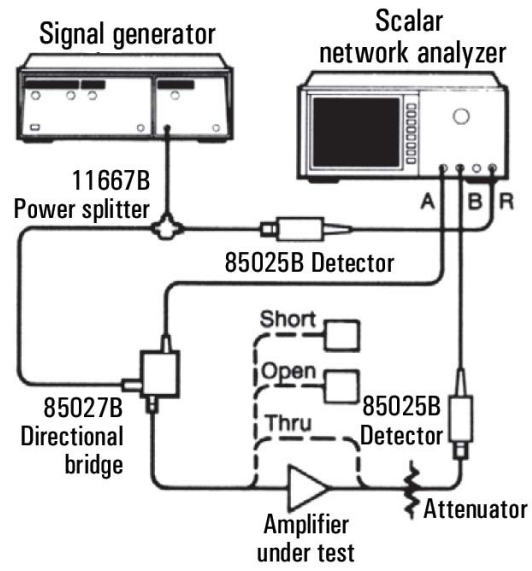 Signal generator
Scalar
network analyzer
11667B
Power splitter
A
B
R
85025B Detector
Short
Open
Thru
85027B
Directional
bridge
85025B
Detector
Amplifier
under test
Attenuator